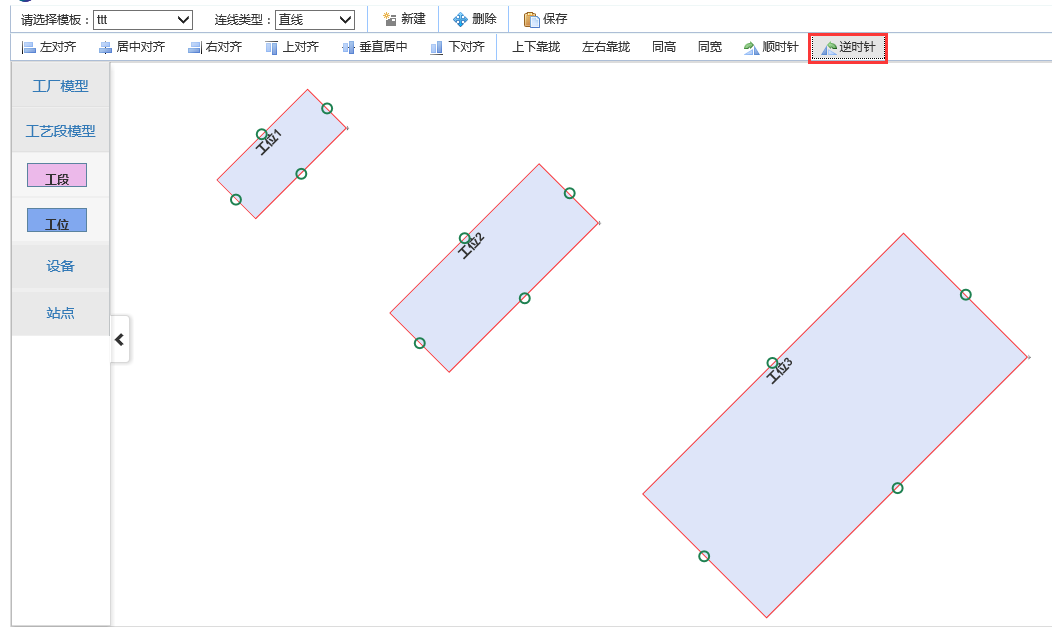 请选择模板： ttt 连线类型： 直线 新建 删除 保存
左对齐 居中对齐 右对齐 上对齐 垂直居中 下对齐 上下靠拢 左右靠拢 同高 同宽 顺时针 逆时针
工厂模型
工艺段模型
工段
工位
设备
站点
工位1
工位2
工位3